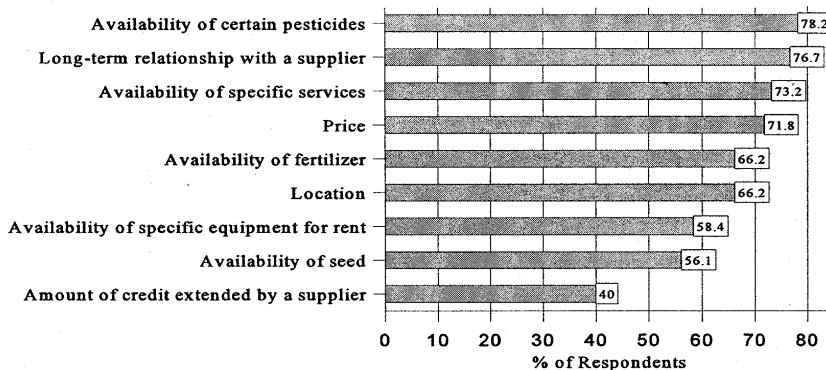 Availability of certain pesticides 78.2
Long-term relationship with a supplier 76.7
Availability of specific services 73.2
Price 71.8
Availability of fertilizer 66.2
Location 66.2
Availability of specific equipment for rent 58.4
Availability of seed 56.1
Amount of credit extended by a supplier 40
0 10 20 30 40 50 60 70 80
% of Respondents